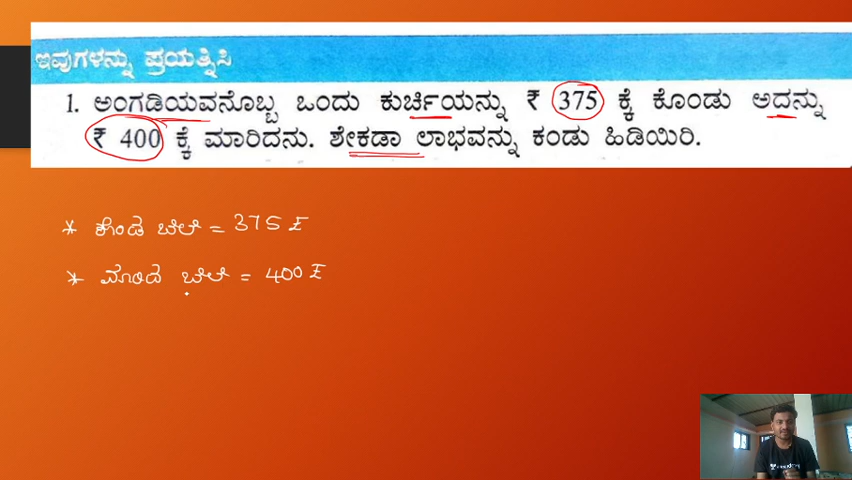 ಇವುಗಳನ್ನು ಪ್ರಯತ್ನಿಸಿ
1. ಅಂಗಡಿಯವನೊಬ್ಬ ಒಂದು ಕುರ್ಚಿಯನ್ನು ₹ 375 ಕ್ಕೆ ಕೊಂಡು ಅದನ್ನು
₹ 400 ಕ್ಕೆ ಮಾರಿದನು. ಶೇಕಡಾ ಲಾಭವನ್ನು ಕಂಡು ಹಿಡಿಯಿರಿ.
* ಕೊಂಡ ಬೆಲೆ = 375 ₹
* ಮಾರಿದ ಬೆಲೆ = 400 ₹